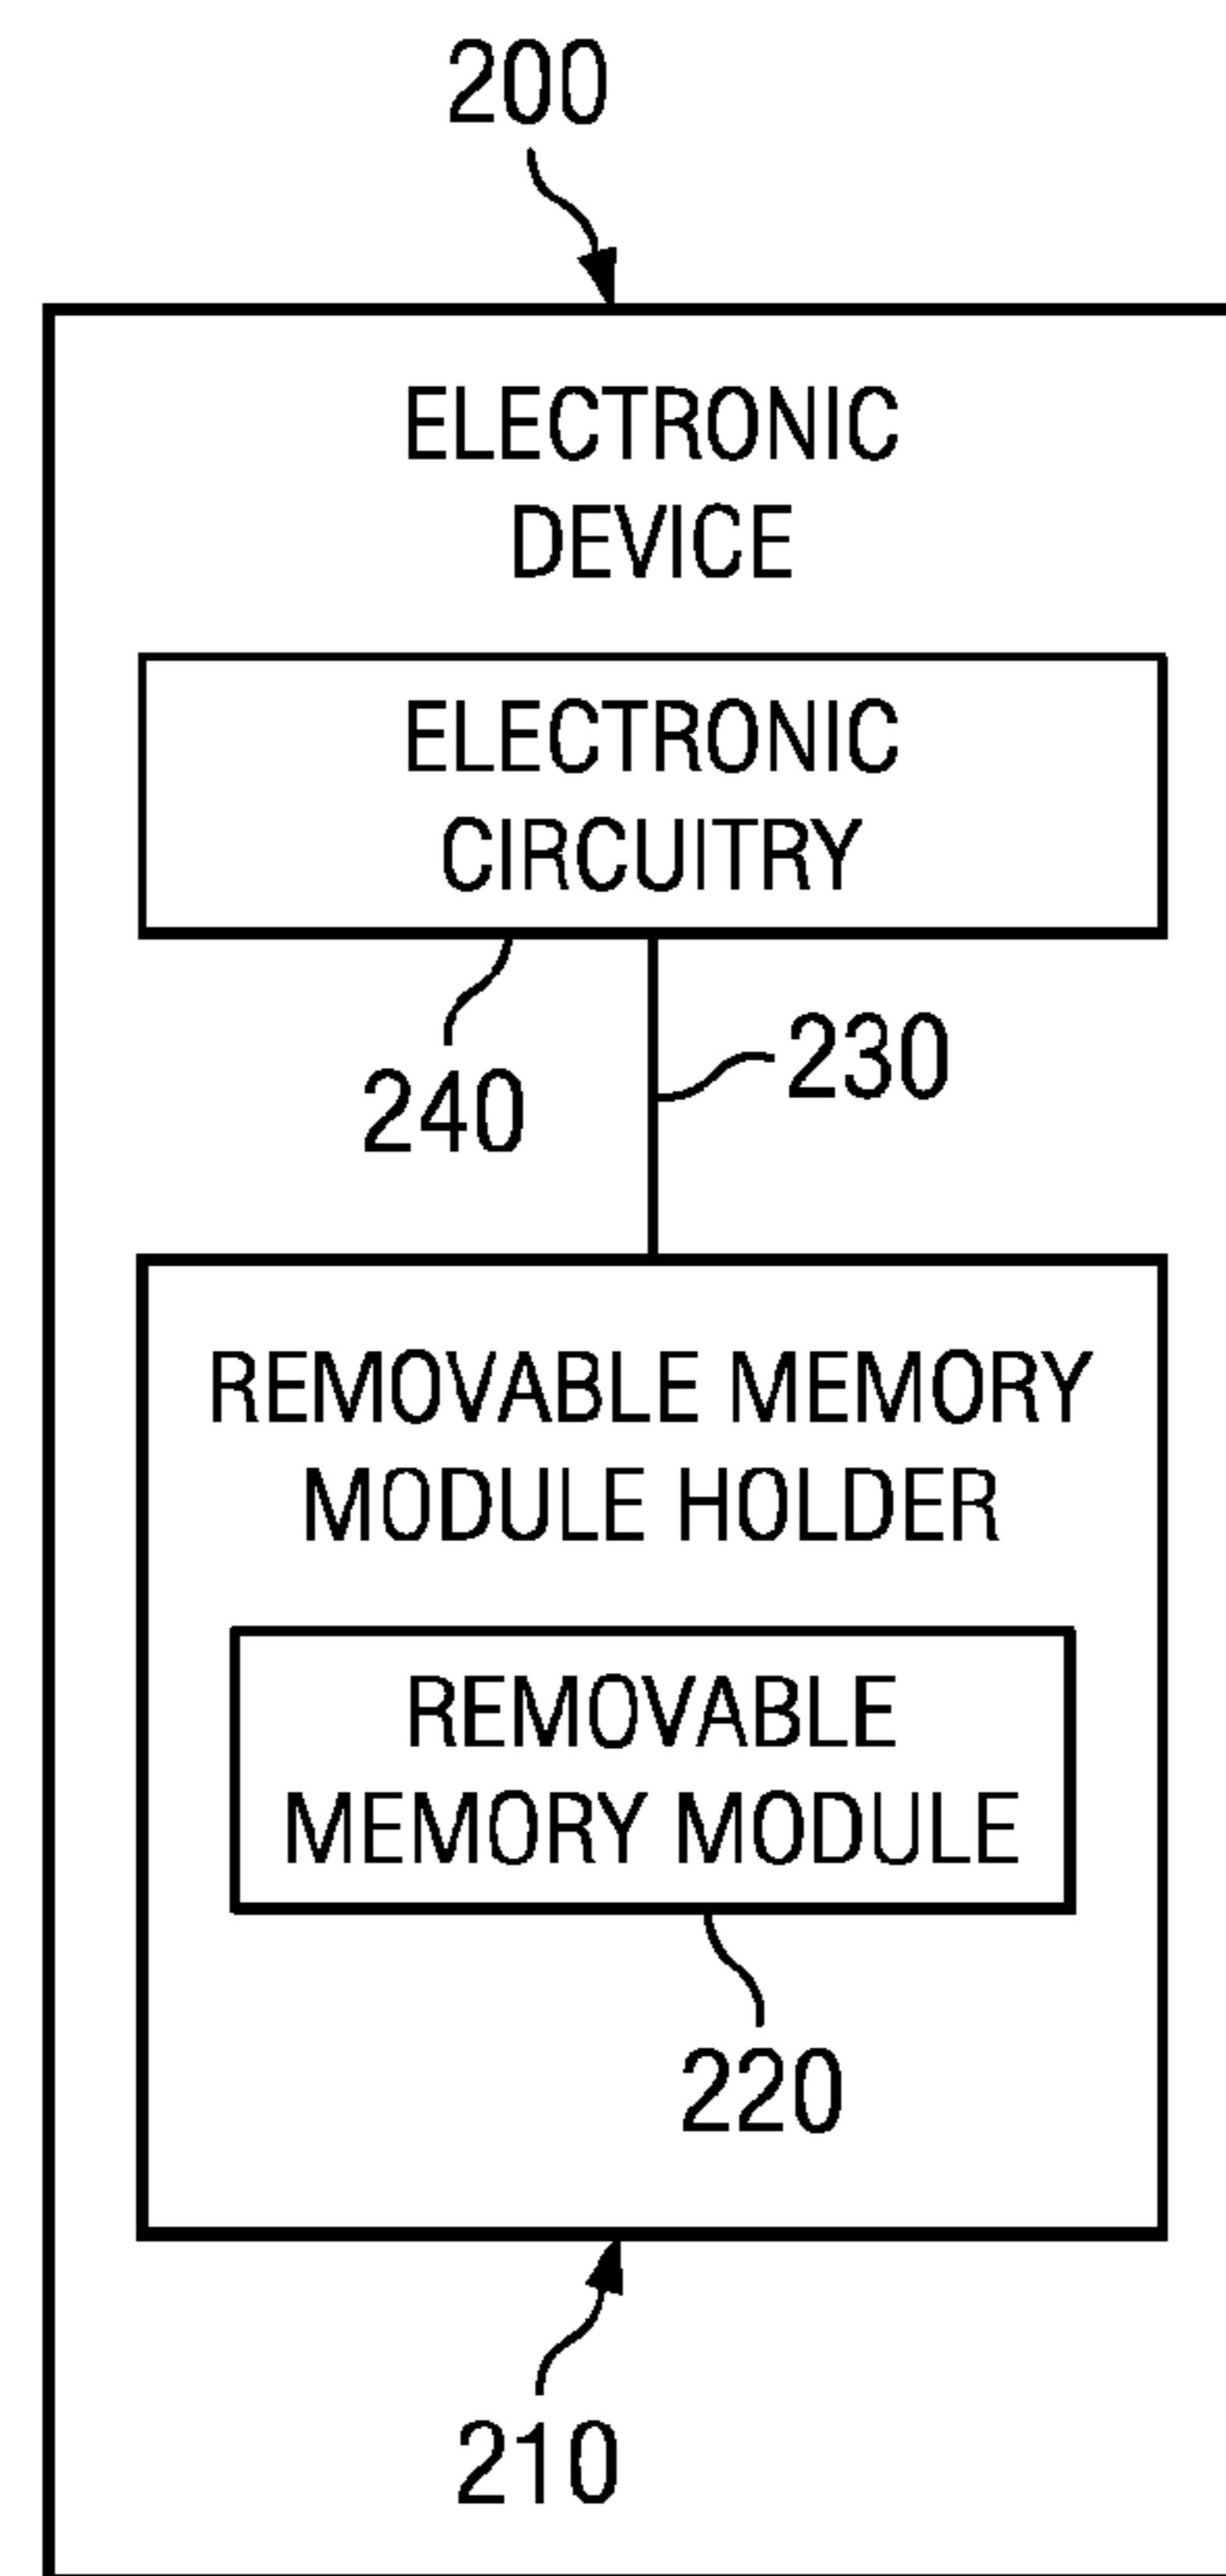 200
ELECTRONIC
DEVICE
ELECTRONIC
CIRCUITRY
230
240
REMOVABLE MEMORY
MODULE HOLDER
REMOVABLE
MEMORY MODULE
220
210